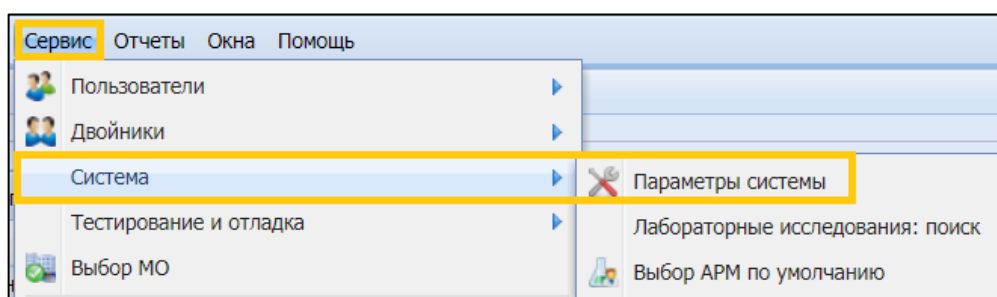 Сервис Отчеты Окна Помощь
Пользователи
Двойники
Система
Параметры системы
Тестирование и отладка
Лабораторные исследования: поиск
Выбор МО
Выбор АРМ по умолчанию